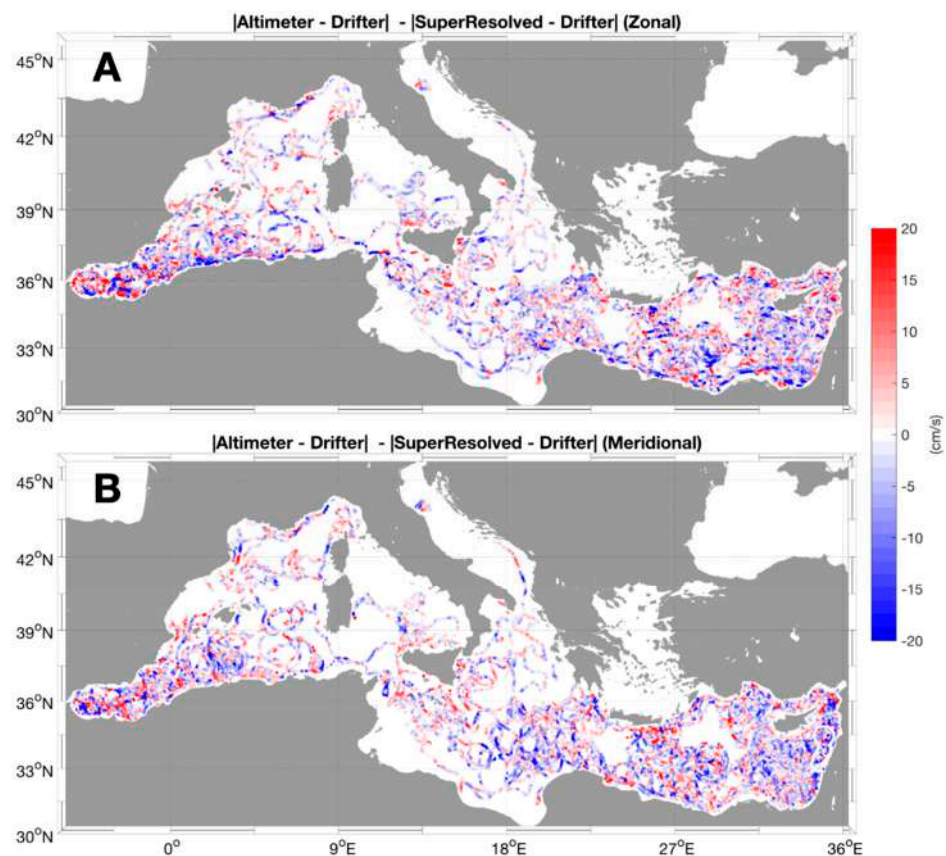 |Altimeter - Drifter| - |SuperResolved - Drifter| (Zonal)
A
45°N
42°N
39°N
36°N
33°N
30°N
|Altimeter - Drifter| - |SuperResolved - Drifter| (Meridional)
B
45°N
42°N
39°N
36°N
33°N
30°N
0°
9°E
18°E
27°E
36°E
20
15
10
5
0
-5
-10
-15
-20
(cm/s)